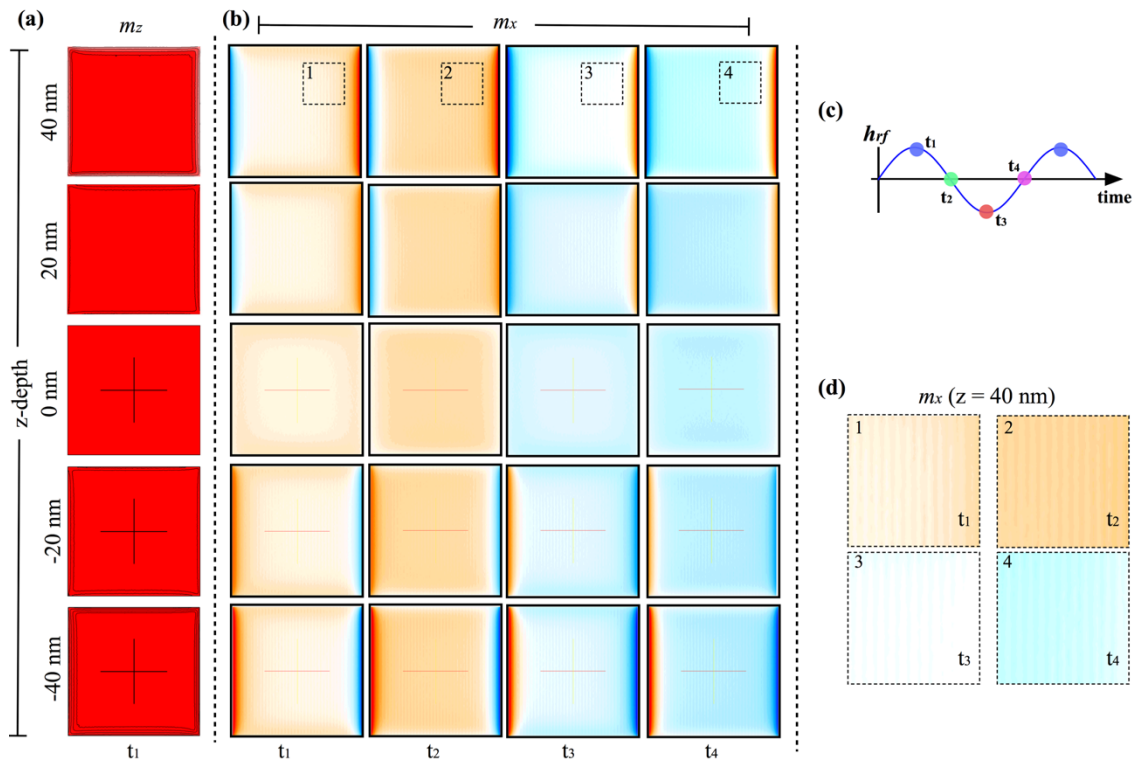 (a)
mz
(b)
mx
z-depth
40 nm
20 nm
0 nm
-20 nm
-40 nm
1
2
3
4
t1
t1
t2
t3
t4
(c)
hrf
t1
t2
t3
t4
time
(d)
mx (z = 40 nm)
1
t1
2
t2
3
t3
4
t4